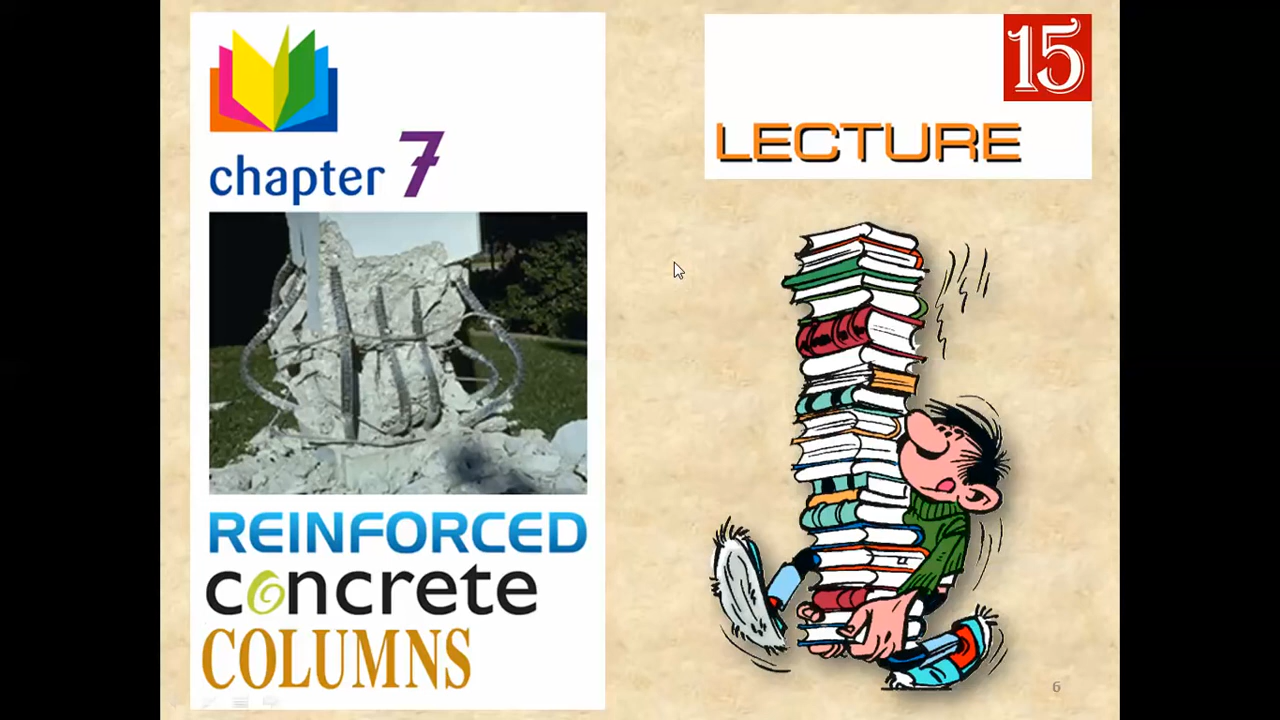 chapter 7
REINFORCED
concrete
COLUMNS
15
LECTURE
6